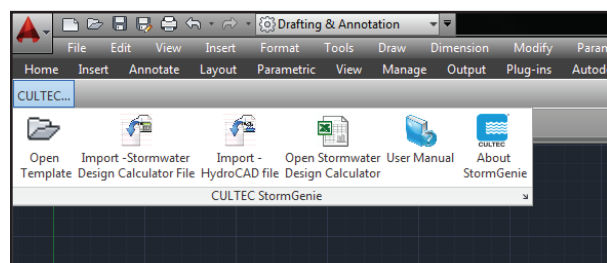 Drafting & Annotation
File Edit View Insert Format Tools Draw Dimension Modify Paran
Home Insert Annotate Layout Parametric View Manage Output Plug-ins Autod
CULTEC...
CULTEC
Open Import -Stormwater Import - Open Stormwater User Manual About
Template Design Calculator File HydroCAD file Design Calculator StormGenie
CULTEC StormGenie